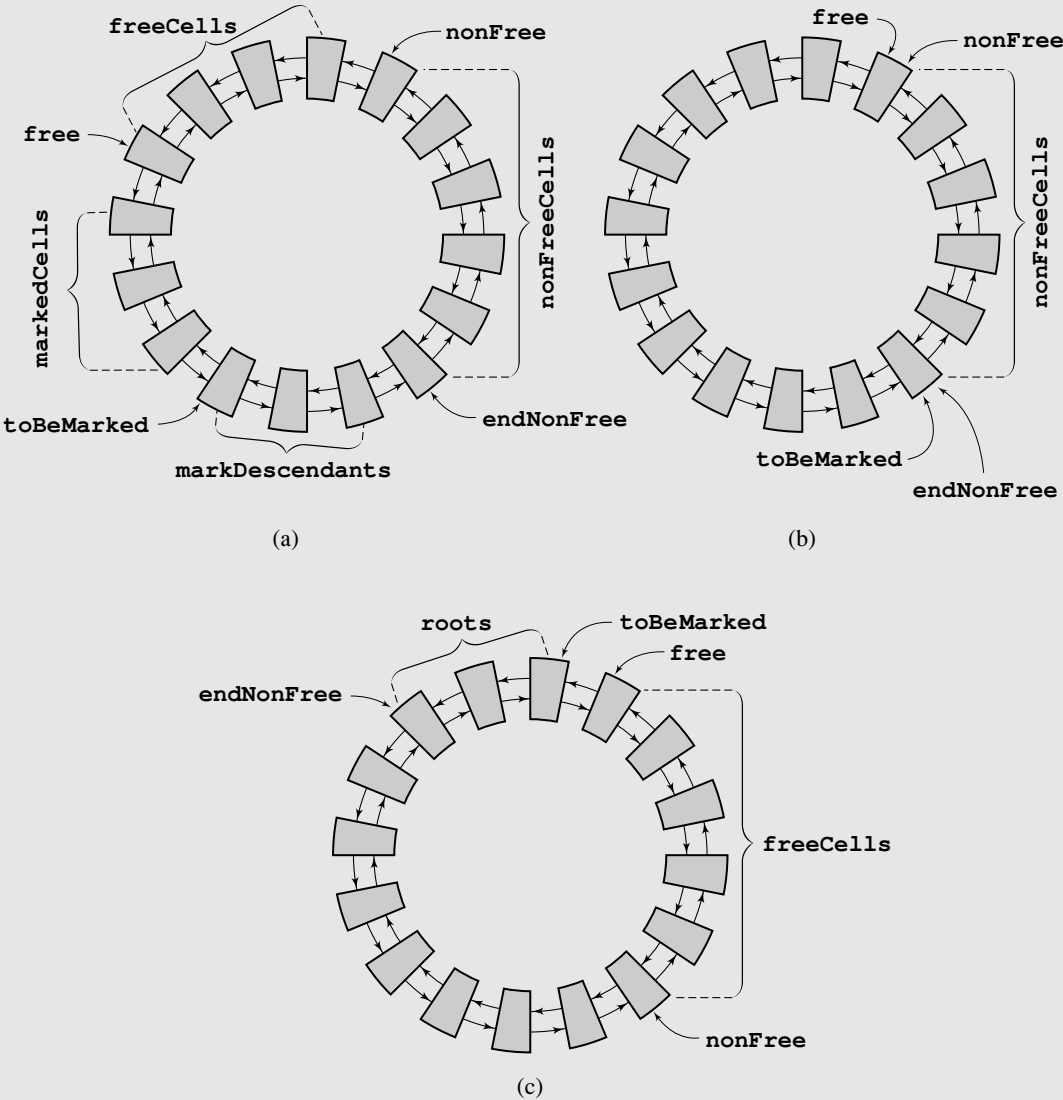 freeCells
nonFree
free
markedCells
nonFreeCells
toBeMarked
endNonFree
markDescendants
(a)
free
nonFree
nonFreeCells
toBeMarked
endNonFree
(b)
roots
toBeMarked
free
endNonFree
freeCells
nonFree
(c)